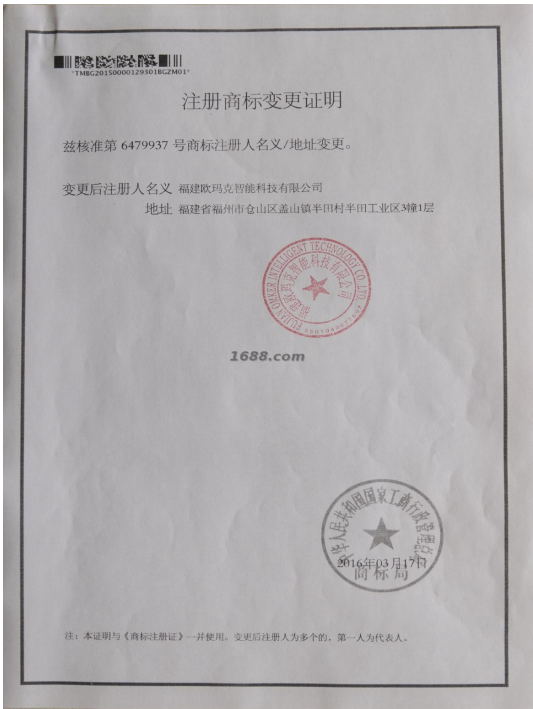 *TMBG20150000129301BGZM01*
注册商标变更证明
兹核准第 6479937 号商标注册人名义/地址变更。
变更后注册人名义 福建欧玛克智能科技有限公司
地址 福建省福州市仓山区盖山镇半田村半田工业区3幢1层
FUJIAN OMKER INTELLIGENT TECHNOLOGY CO.,LTD.
福建欧玛克智能科技有限公司
1688.com
中华人民共和国国家工商行政管理总局
2016年03月17日
商标局
注：本证明与《商标注册证》一并使用。变更后注册人为多个的，第一人为代表人。